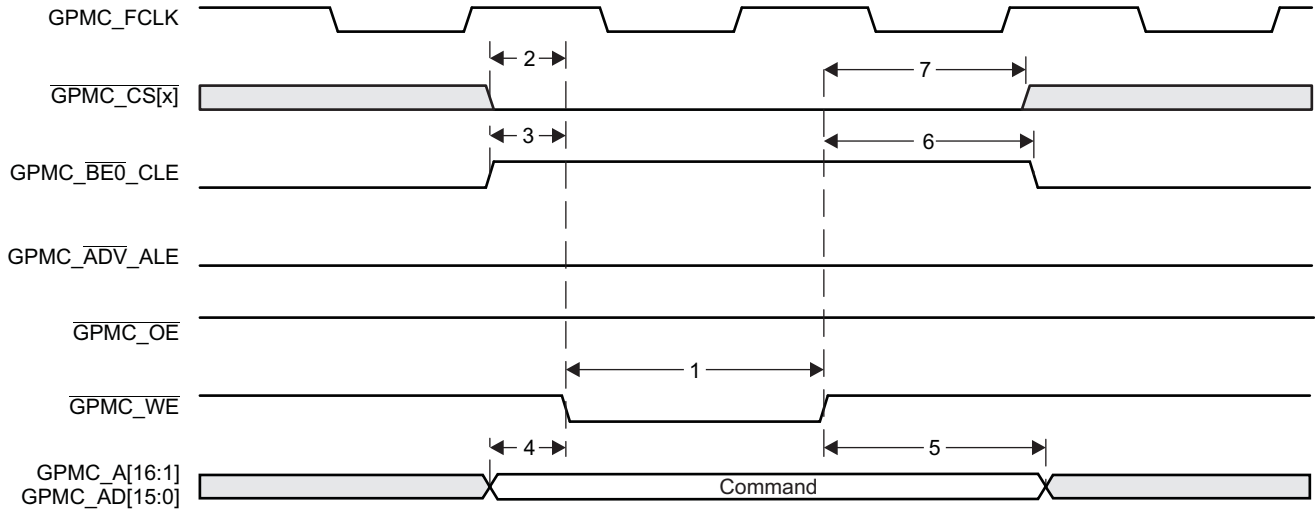 GPMC_FCLK
2
7
GPMC_CS[x]
3
6
GPMC_BE0_CLE
GPMC_ADV_ALE
GPMC_OE
1
GPMC_WE
4
5
GPMC_A[16:1]
GPMC_AD[15:0]
Command